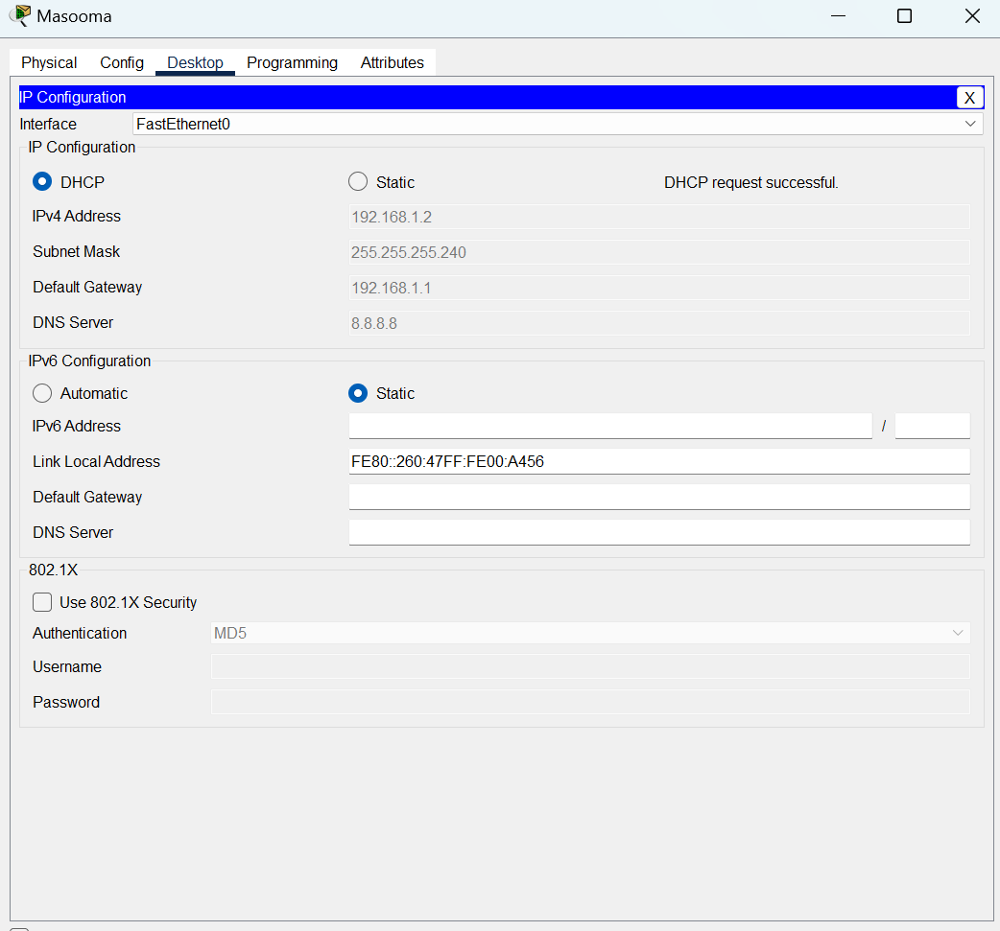 Masooma
Physical Config Desktop Programming Attributes
IP Configuration X
Interface FastEthernet0
IP Configuration
DHCP Static DHCP request successful.
IPv4 Address 192.168.1.2
Subnet Mask 255.255.255.240
Default Gateway 192.168.1.1
DNS Server 8.8.8.8
IPv6 Configuration
Automatic Static
IPv6 Address /
Link Local Address FE80::260:47FF:FE00:A456
Default Gateway
DNS Server
802.1X
Use 802.1X Security
Authentication MD5
Username
Password